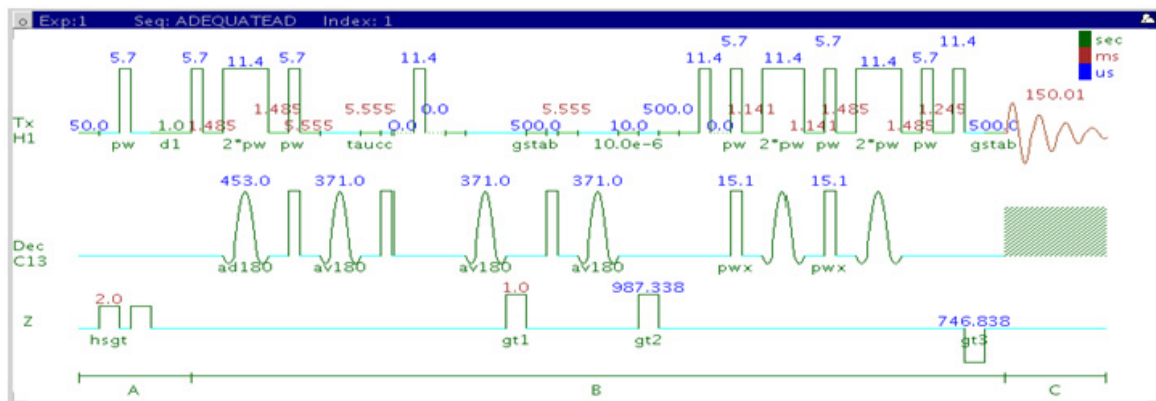 Exp:1 Seq: ADEQUATEAD Index: 1
sec
ms
us
5.7 5.7 11.4 5.7 11.4 11.4 5.7 11.4 5.7 11.4 5.7 11.4
150.01
1.485 5.555 0.0 5.555 500.0 1.141 1.485 1.245
Tx
H1
50.0 1.0 1.485 5.555 0.0 500.0 10.0 0.0 1.141 1.485 500.0
pw d1 2*pw pw taucc gstab 10.0e-6 pw 2*pw pw 2*pw pw gstab
453.0 371.0 371.0 371.0 15.1 15.1
Dec
C13
ad180 av180 av180 av180 pwx pwx
2.0 1.0 987.338
Z
746.838
hsgt gt1 gt2 gt3
A B C